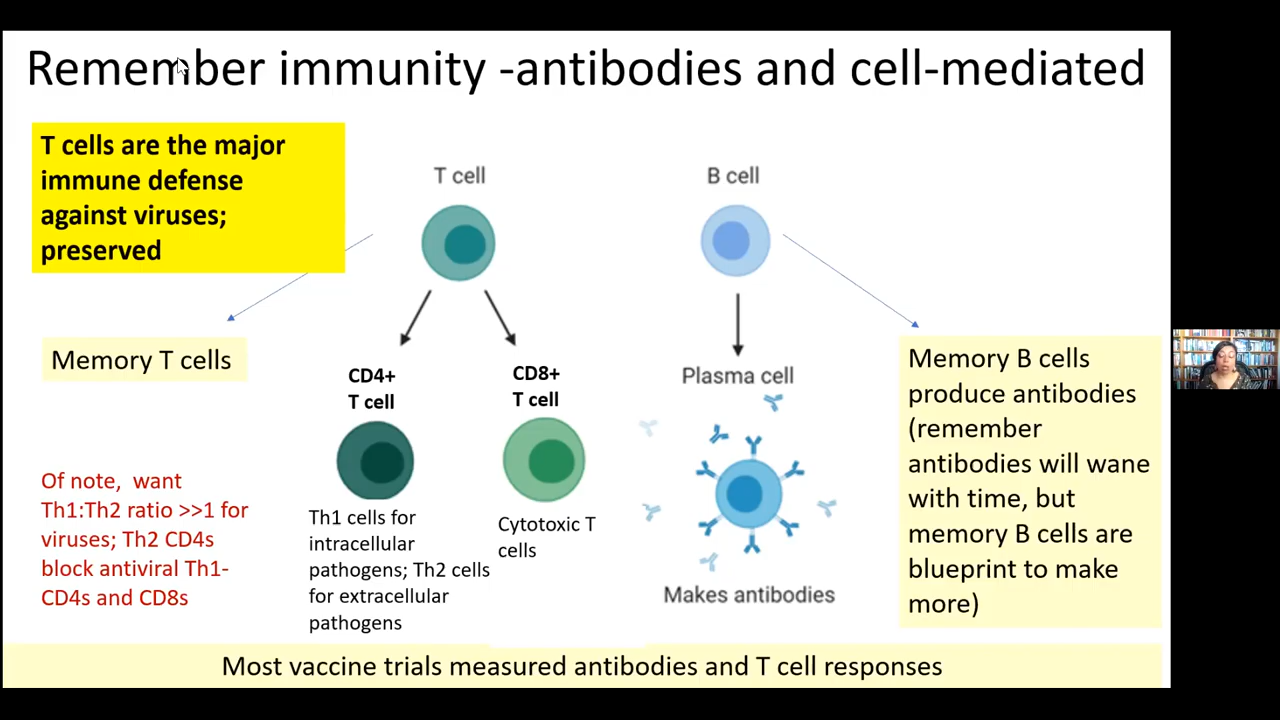 Remember immunity -antibodies and cell-mediated
T cells are the major
immune defense
against viruses;
preserved
T cell
B cell
Memory T cells
CD4+
T cell
CD8+
T cell
Plasma cell
Memory B cells
produce antibodies
(remember
antibodies will wane
with time, but
memory B cells are
blueprint to make
more)
Of note, want
Th1:Th2 ratio >>1 for
viruses; Th2 CD4s
block antiviral Th1-
CD4s and CD8s
Th1 cells for
intracellular
pathogens; Th2 cells
for extracellular
pathogens
Cytotoxic T
cells
Makes antibodies
Most vaccine trials measured antibodies and T cell responses